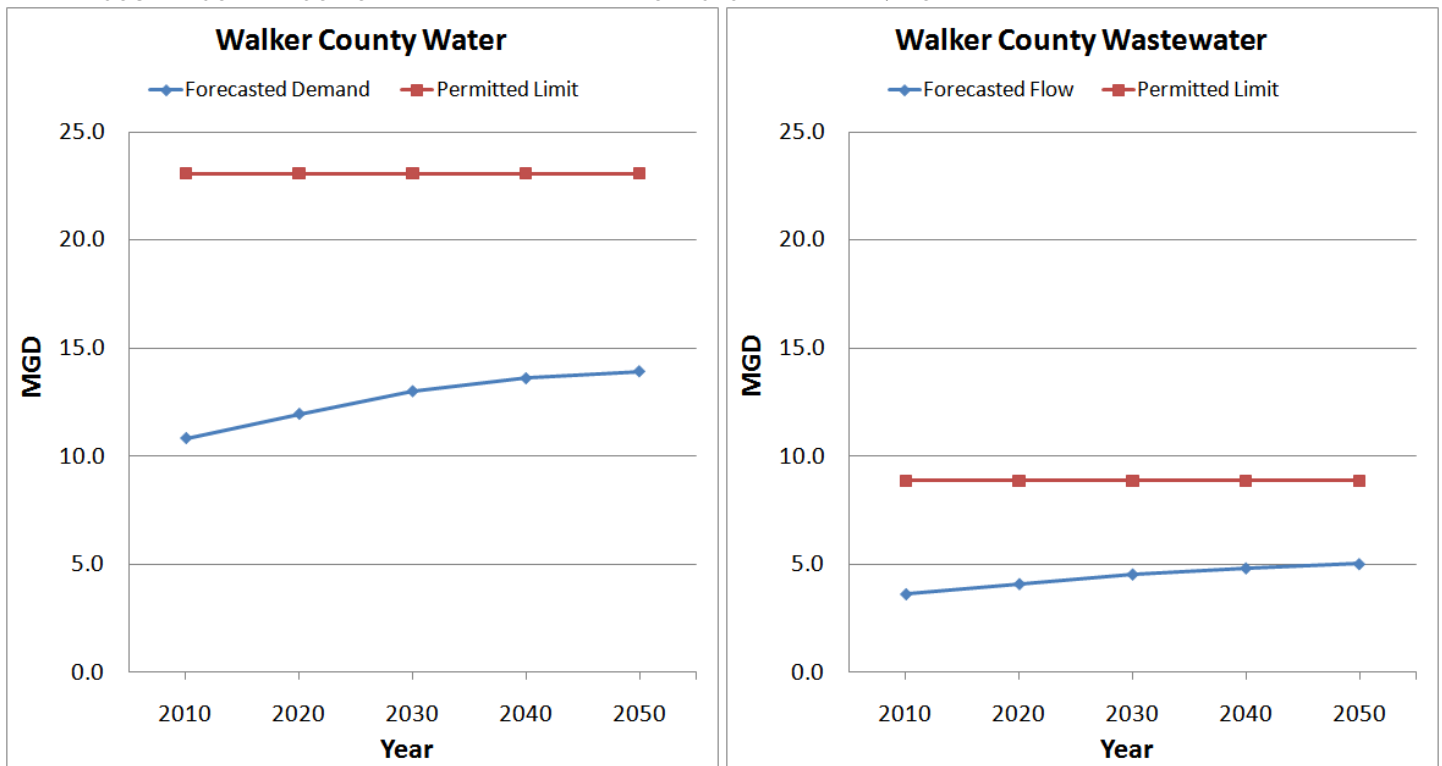 Walker County Water
Forecasted Demand Permitted Limit
25.0
20.0
15.0
10.0
5.0
0.0
MGD
2010 2020 2030 2040 2050
Year
Walker County Wastewater
Forecasted Flow Permitted Limit
25.0
20.0
15.0
10.0
5.0
0.0
2010 2020 2030 2040 2050
Year
MGD